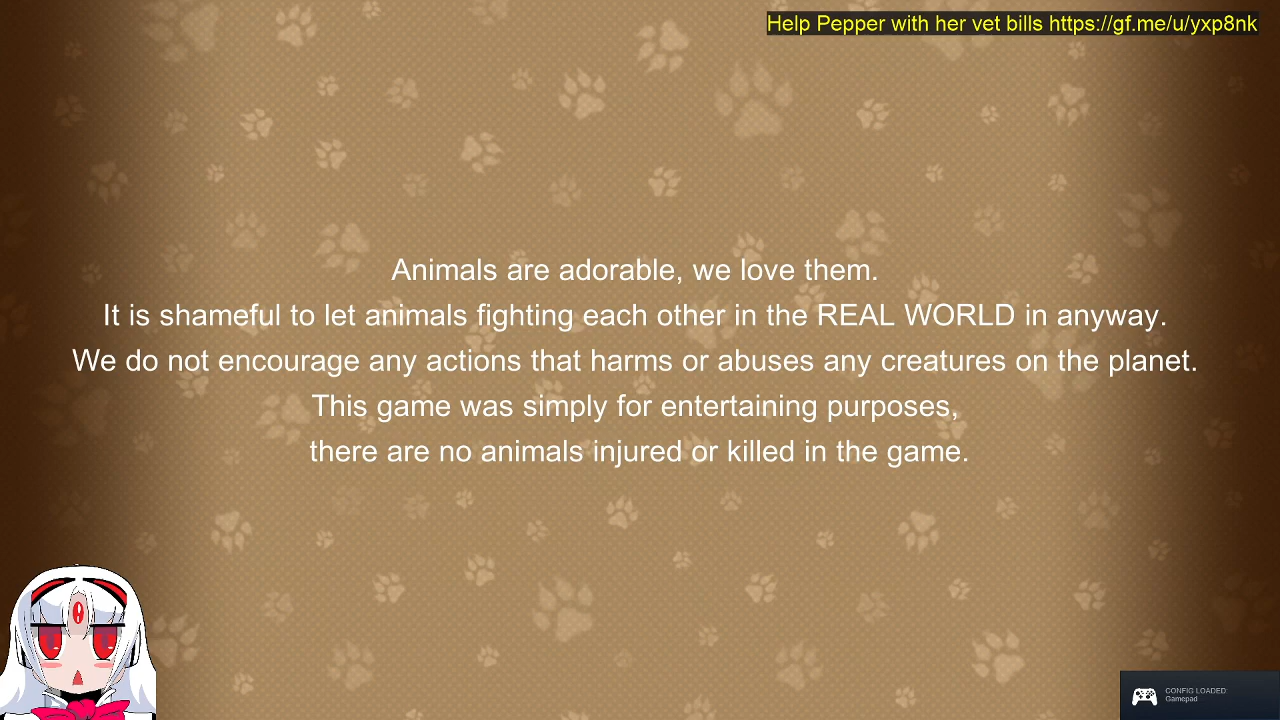 Help Pepper with her vet bills https://gf.me/u/yxp8nk
Animals are adorable, we love them.
It is shameful to let animals fighting each other in the REAL WORLD in anyway.
We do not encourage any actions that harms or abuses any creatures on the planet.
This game was simply for entertaining purposes,
there are no animals injured or killed in the game.
CONFIG LOADED:
Gamepad